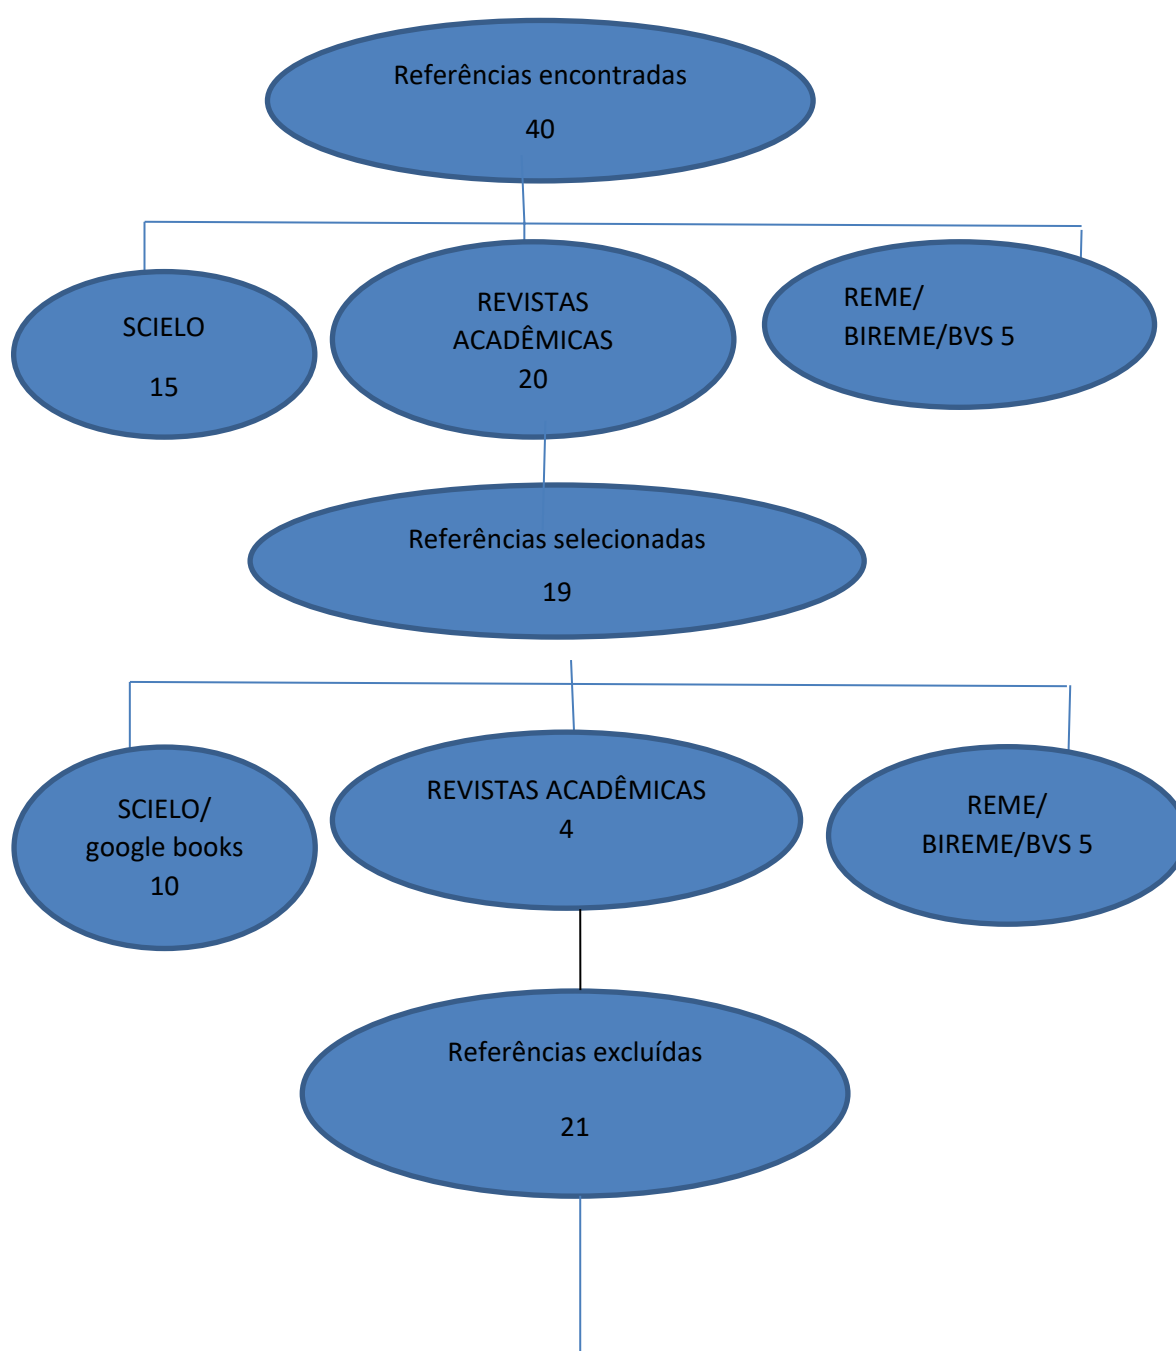 Referências encontradas
40
SCIELO
15
REVISTAS
ACADÊMICAS
20
REME/
BIREME/BVS 5
Referências selecionadas
19
SCIELO/
google books
10
REVISTAS ACADÊMICAS
4
REME/
BIREME/BVS 5
Referências excluídas
21